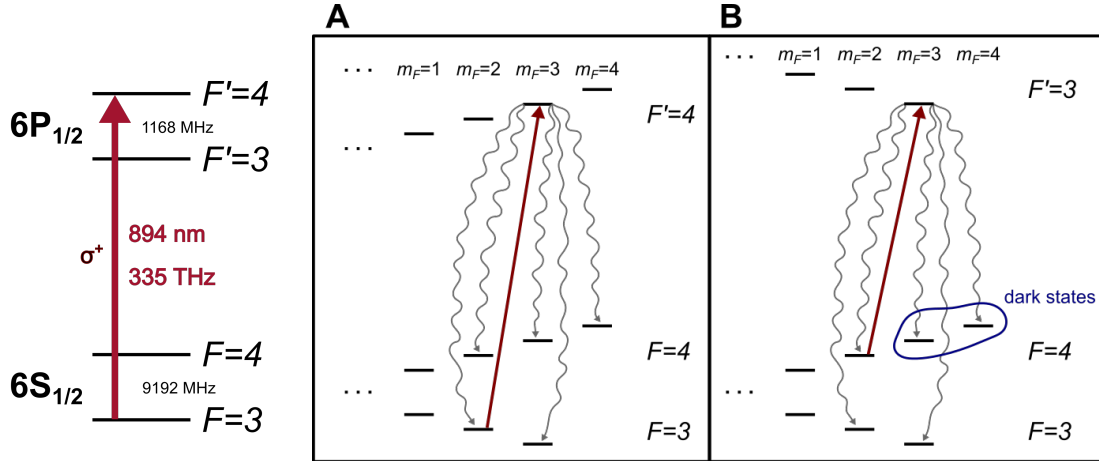 6P1/2
F'=4
1168 MHz
F'=3
σ+
894 nm
335 THz
6S1/2
F=4
9192 MHz
F=3
A
... mF=1 mF=2 mF=3 mF=4
F'=4
...
F=4
...
F=3
B
... mF=1 mF=2 mF=3 mF=4
F'=3
dark states
F=4
...
F=3